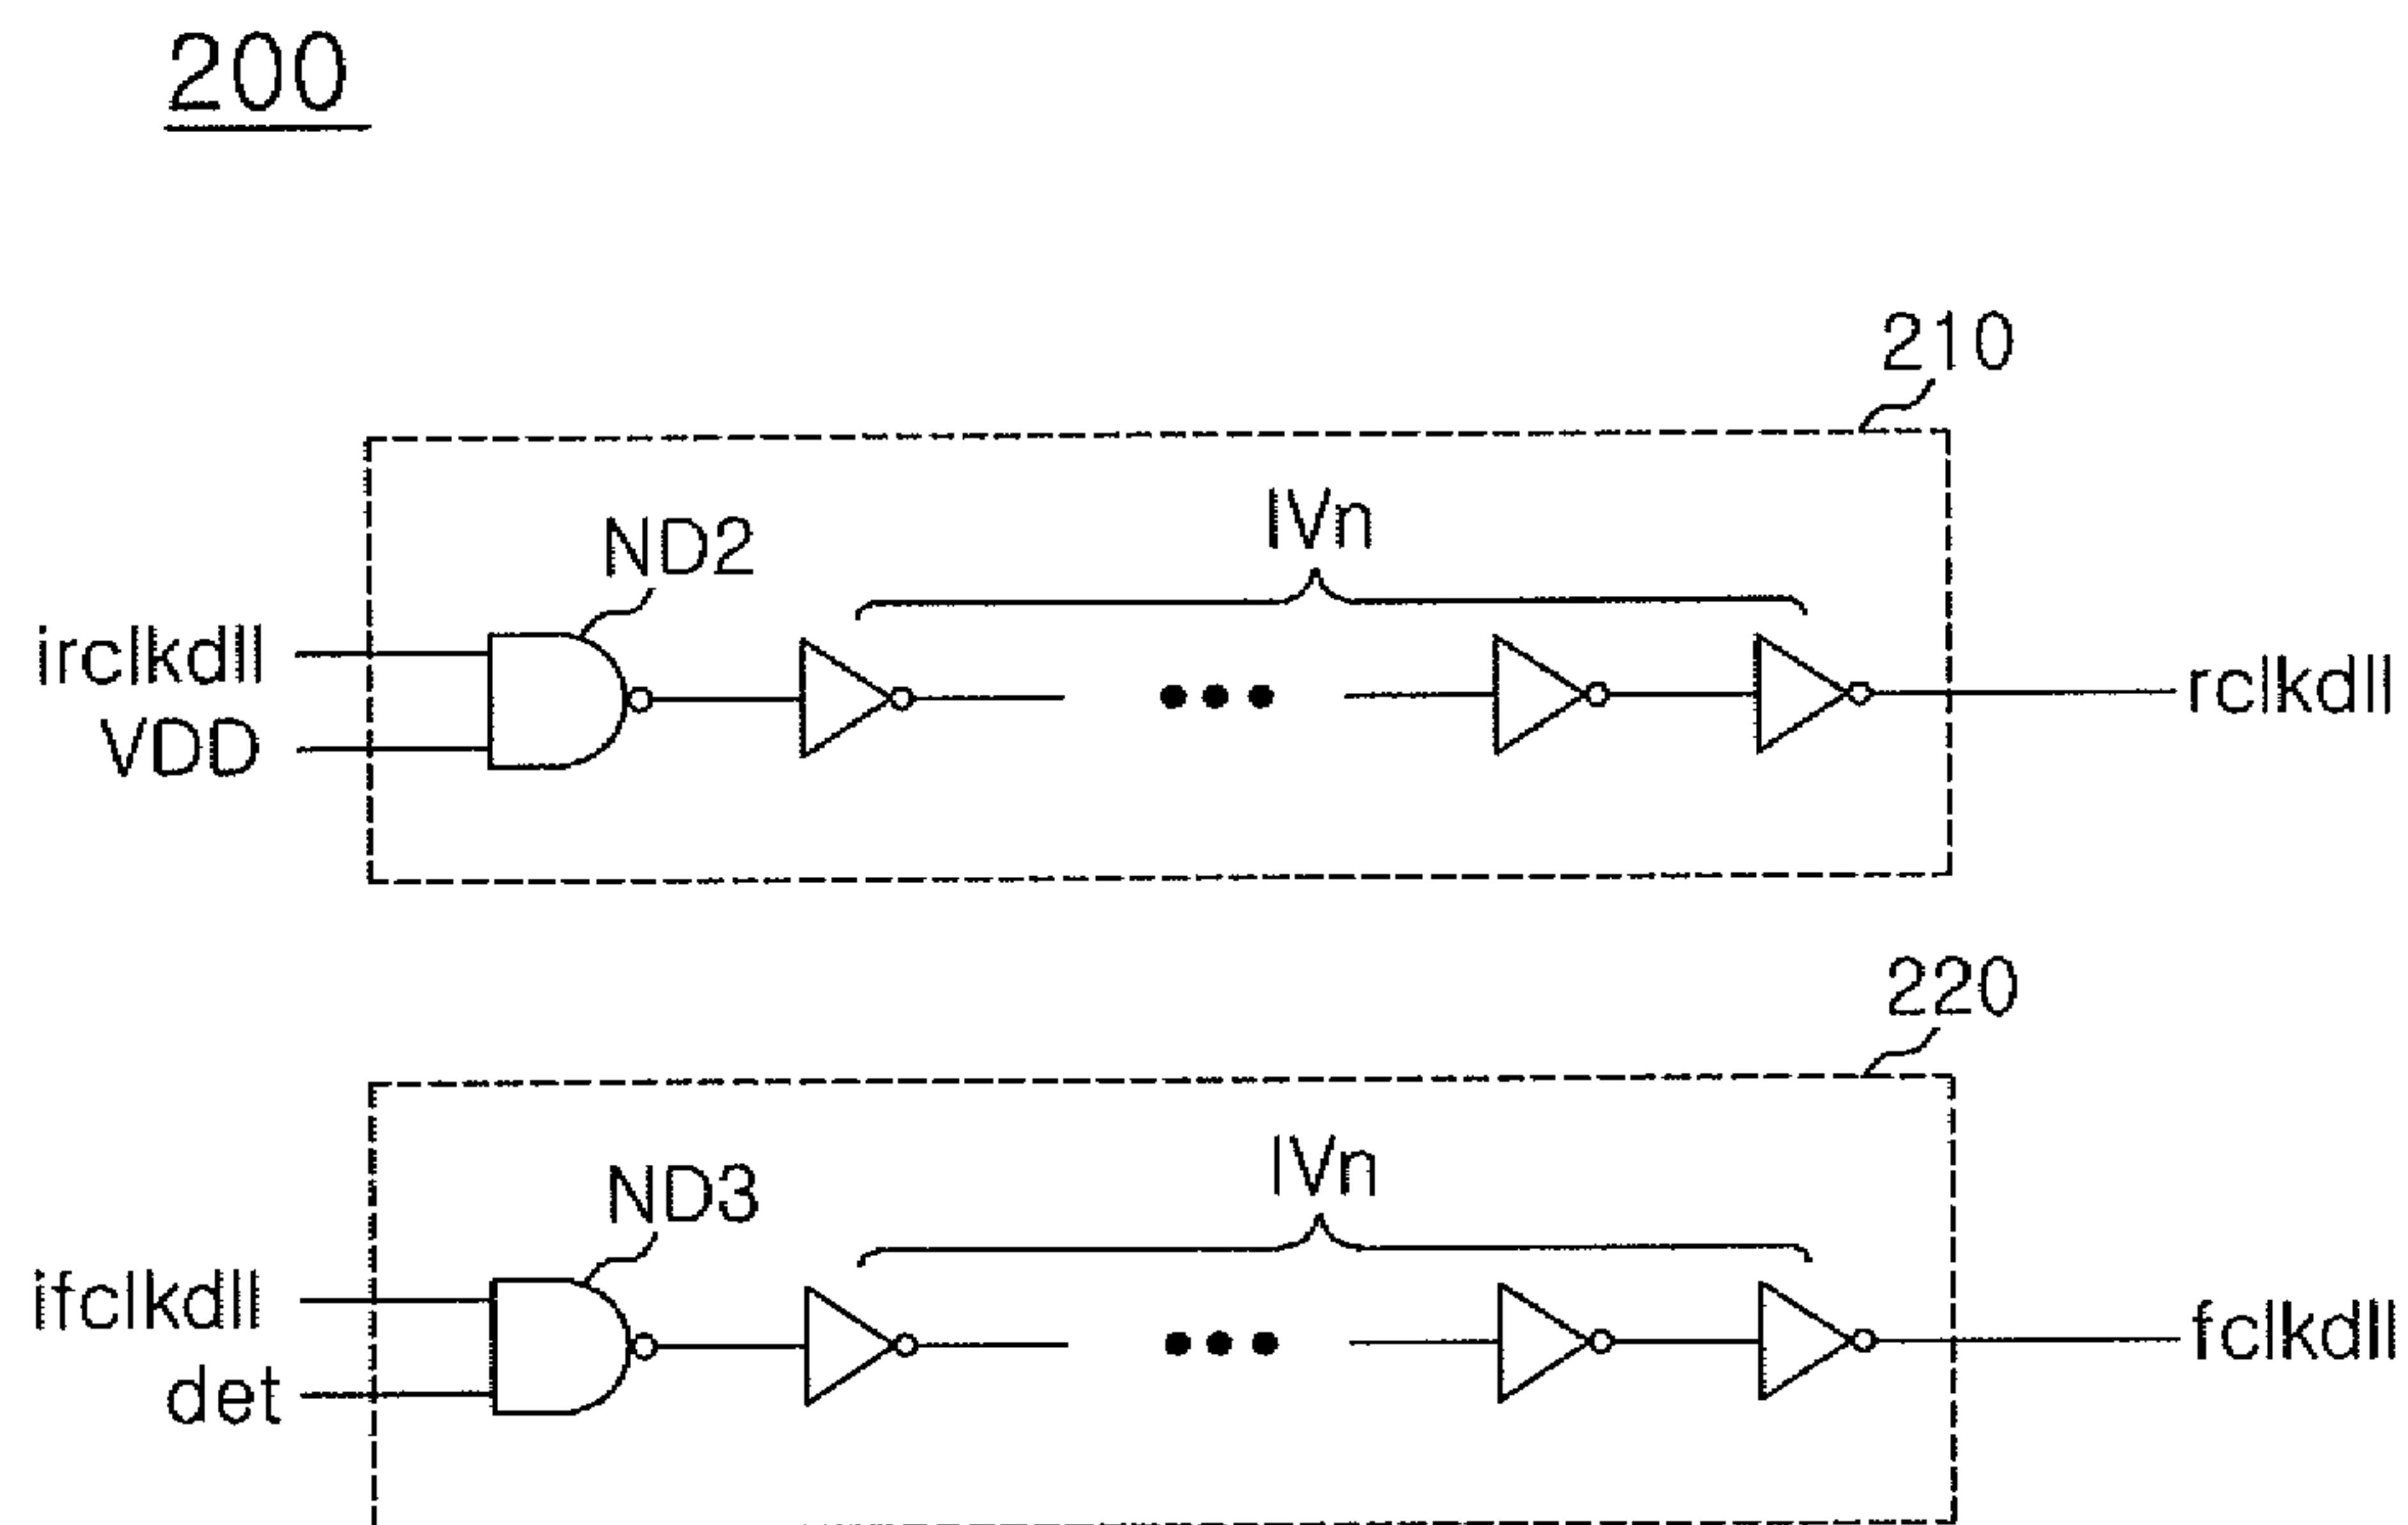 200
210
IVn
ND2
irclkdll
VDD
rclkdll
220
IVn
ND3
ifclkdll
det
fclkdll